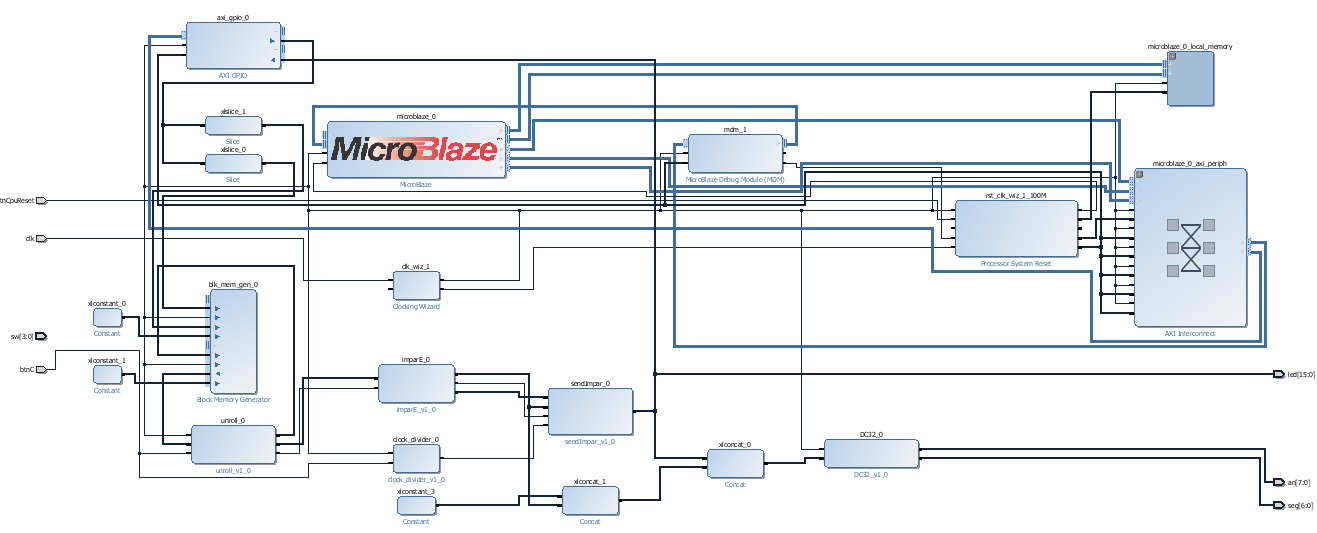 axi_gpio_0
AXI GPIO
microblaze_0_local_memory
xlslice_1
Slice
xlslice_0
Slice
microblaze_0
MicroBlaze
MicroBlaze
mdm_1
MicroBlaze Debug Module (MDM)
microblaze_0_axi_periph
AXI Interconnect
rst_clk_wiz_1_100M
Processor System Reset
tnCpuReset
clk
clk_wiz_1
Clocking Wizard
blk_mem_gen_0
Block Memory Generator
xlconstant_0
Constant
sw[3:0]
btnC
xlconstant_1
Constant
imparE_0
imparE_v1_0
sendImpar_0
sendImpar_v1_0
led[15:0]
unroll_0
unroll_v1_0
clock_divider_0
clock_divider_v1_0
xlconcat_0
Concat
DC32_0
DC32_v1_0
xlconstant_3
Constant
xlconcat_1
Concat
an[7:0]
seg[6:0]